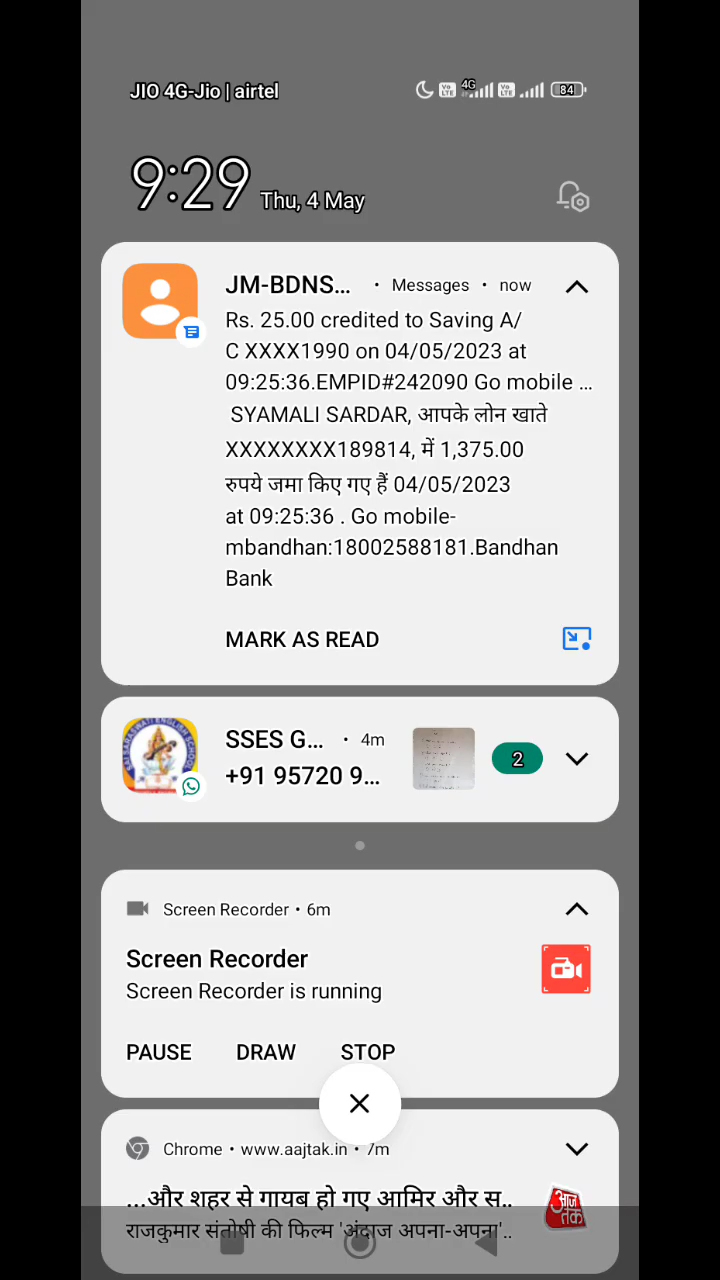 JIO 4G-Jio | airtel
4G
84
9:29 Thu, 4 May
JM-BDNS... • Messages • now
Rs. 25.00 credited to Saving A/
C XXXX1990 on 04/05/2023 at
09:25:36.EMPID#242090 Go mobile ...
SYAMALI SARDAR, आपके लोन खाते
XXXXXXXX189814, में 1,375.00
रुपये जमा किए गए हैं 04/05/2023
at 09:25:36 . Go mobile-
mbandhan:18002588181.Bandhan
Bank
MARK AS READ
SSES G... • 4m
+91 95720 9...
2
Screen Recorder • 6m
Screen Recorder
Screen Recorder is running
PAUSE DRAW STOP
Chrome • www.aajtak.in • 7m
...और शहर से गायब हो गए आमिर और स..
राजकुमार संतोषी की फिल्म 'अंदाज अपना-अपना'..
आज
तक